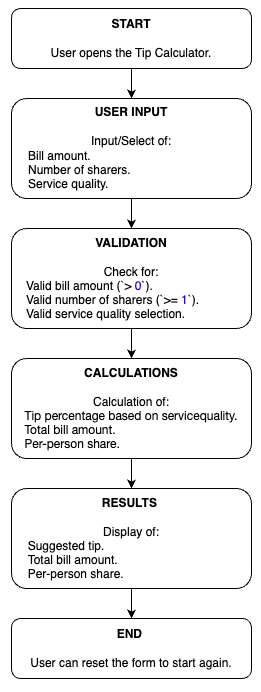 START
User opens the Tip Calculator.
USER INPUT
Input/Select of:
Bill amount.
Number of sharers.
Service quality.
VALIDATION
Check for:
Valid bill amount (`> 0`).
Valid number of sharers (`>= 1`).
Valid service quality selection.
CALCULATIONS
Calculation of:
Tip percentage based on servicequality.
Total bill amount.
Per-person share.
RESULTS
Display of:
Suggested tip.
Total bill amount.
Per-person share.
END
User can reset the form to start again.